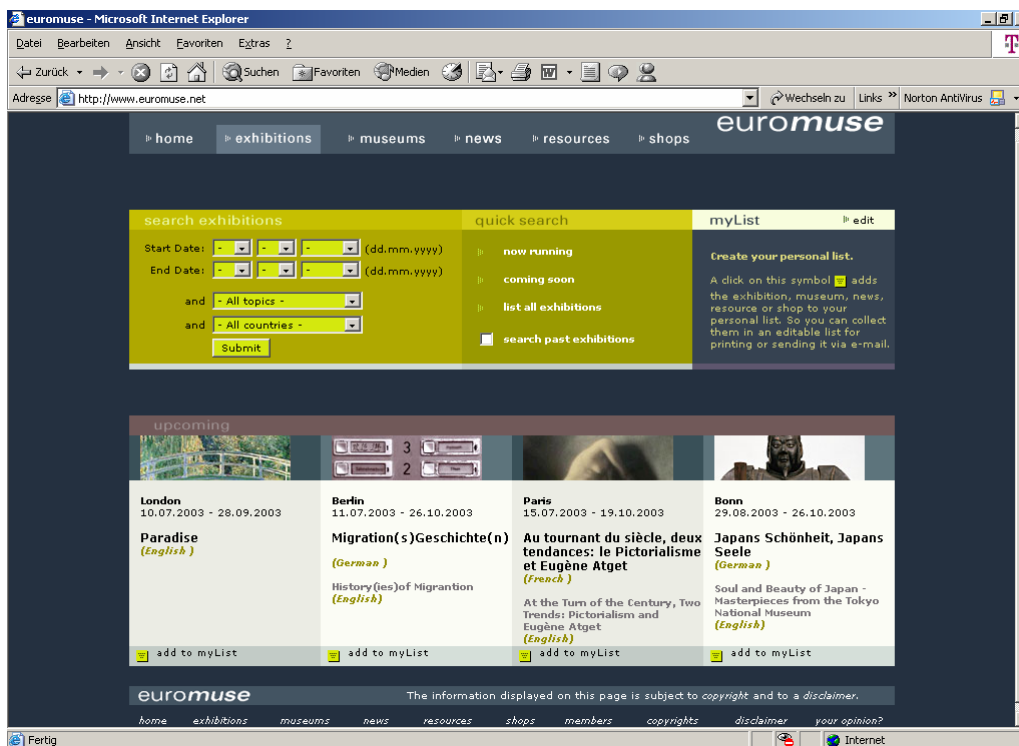 euromuse - Microsoft Internet Explorer
Datei Bearbeiten Ansicht Favoriten Extras ?
Zurück Suchen Favoriten Medien
Adresse http://www.euromuse.net Wechseln zu Links » Norton AntiVirus
euromuse
home exhibitions museums news resources shops
search exhibitions
Start Date: - - - (dd.mm.yyyy)
End Date: - - - (dd.mm.yyyy)
and - All topics -
and - All countries -
Submit
quick search
now running
coming soon
list all exhibitions
search past exhibitions
myList edit
Create your personal list.
A click on this symbol adds
the exhibition, museum, news,
resource or shop to your
personal list. So you can collect
them in an editable list for
printing or sending it via e-mail.
upcoming
3
2
London
10.07.2003 - 28.09.2003
Paradise
(English )
add to myList
Berlin
11.07.2003 - 26.10.2003
Migration(s)Geschichte(n)
(German )
History(ies)of Migrantion
(English)
add to myList
Paris
15.07.2003 - 19.10.2003
Au tournant du siècle, deux
tendances: le Pictorialisme
et Eugène Atget
(French )
At the Turn of the Century, Two
Trends: Pictorialism and
Eugène Atget
(English)
add to myList
Bonn
29.08.2003 - 26.10.2003
Japans Schönheit, Japans
Seele
(German )
Soul and Beauty of Japan -
Masterpieces from the Tokyo
National Museum
(English)
add to myList
euromuse The information displayed on this page is subject to copyright and to a disclaimer.
home exhibitions museums news resources shops members copyrights disclaimer your opinion?
Fertig Internet